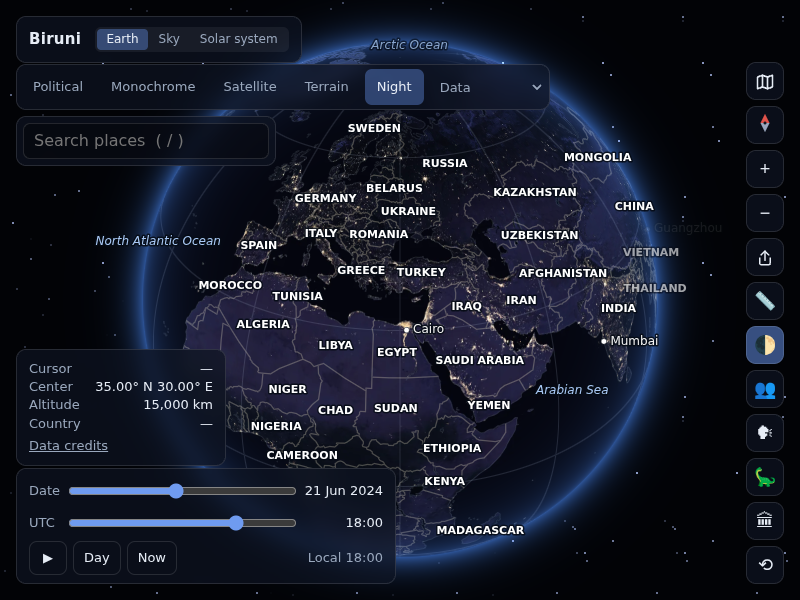 Biruni Earth Sky Solar system
Political Monochrome Satellite Terrain Night Data
Search places ( / )
Arctic Ocean
SWEDEN
RUSSIA
MONGOLIA
GERMANY
BELARUS
KAZAKHSTAN
UKRAINE
CHINA
Guangzhou
North Atlantic Ocean
SPAIN
ITALY
ROMANIA
UZBEKISTAN
VIETNAM
GREECE
TURKEY
AFGHANISTAN
MOROCCO
TUNISIA
THAILAND
IRAQ
IRAN
INDIA
ALGERIA
Cairo
LIBYA
EGYPT
SAUDI ARABIA
Mumbai
NIGER
Arabian Sea
CHAD
SUDAN
YEMEN
NIGERIA
ETHIOPIA
CAMEROON
KENYA
MADAGASCAR
Cursor —
Center 35.00° N 30.00° E
Altitude 15,000 km
Country —
Data credits
Date 21 Jun 2024
UTC 18:00
Day Now Local 18:00